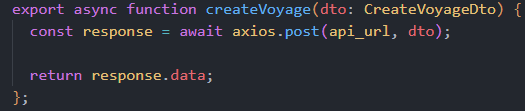 export async function createVoyage(dto: CreateVoyageDto) {
  const response = await axios.post(api_url, dto);
  return response.data;
};